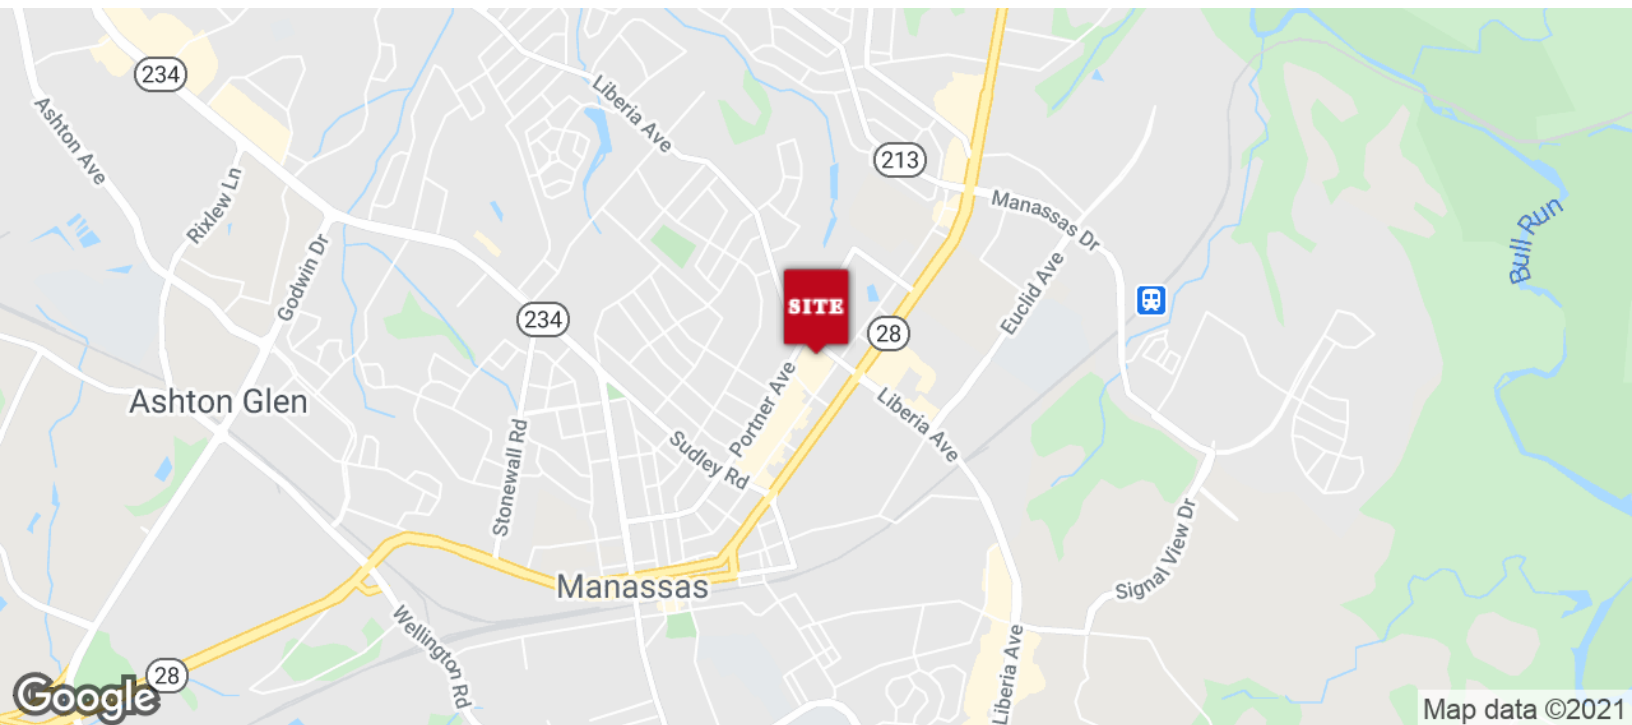 234
Ashton Ave
Liberia Ave
213
Rixlew Ln
Manassas Dr
Bull Run
Godwin Dr
Euclid Ave
SITE
234
28
Portner Ave
Ashton Glen
Liberia Ave
Stonewall Rd
Sudley Rd
Signal View Dr
Manassas
Wellington Rd
Liberia Ave
28
Google
Map data ©2021